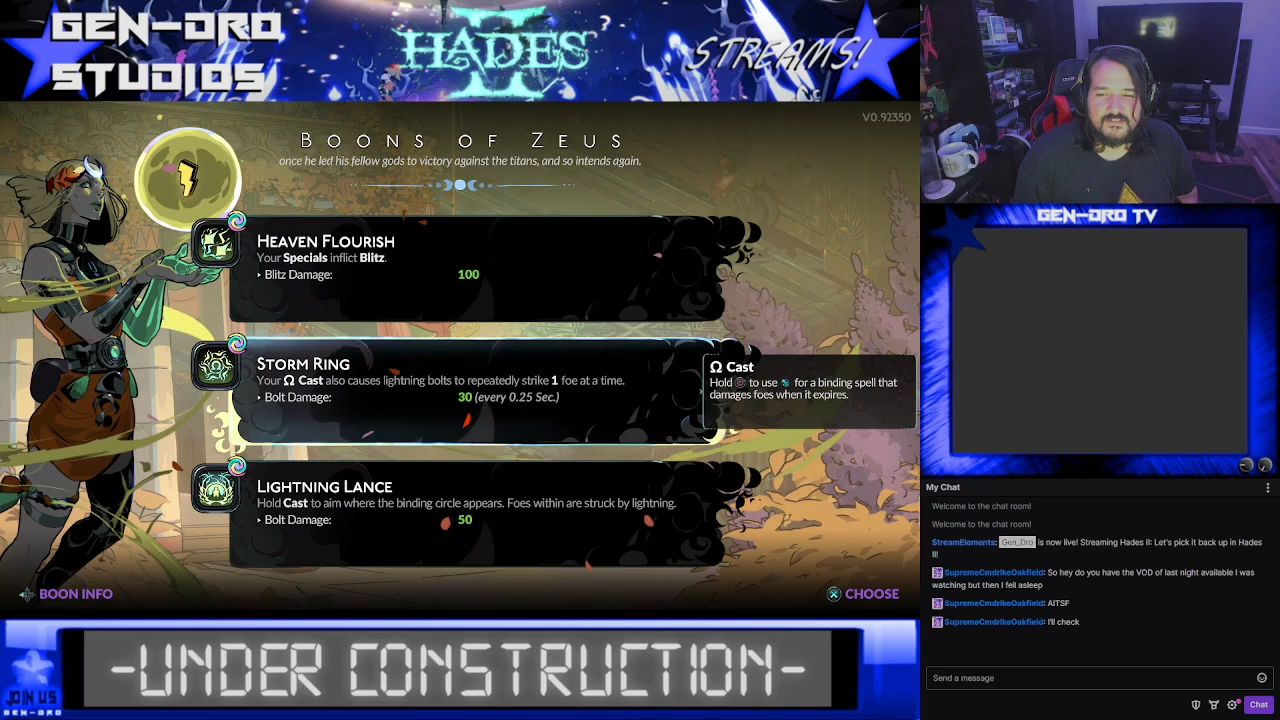 GEN-DRO
STUDIOS
HADES
II
STREAMS!
V0.92350
BOONS OF ZEUS
once he led his fellow gods to victory against the titans, and so intends again.
HEAVEN FLOURISH
Your Specials inflict Blitz.
Blitz Damage: 100
STORM RING
Your Ω Cast also causes lightning bolts to repeatedly strike 1 foe at a time.
Bolt Damage: 30 (every 0.25 Sec.)
Ω Cast
Hold to use for a binding spell that
damages foes when it expires.
LIGHTNING LANCE
Hold Cast to aim where the binding circle appears. Foes within are struck by lightning.
Bolt Damage: 50
BOON INFO
CHOOSE
JOIN US
GEN-DRO
-UNDER CONSTRUCTION-
GEN-DRO TV
My Chat
Welcome to the chat room!
Welcome to the chat room!
StreamElements: Gen_Dro is now live! Streaming Hades II: Let's pick it back up in Hades
II!
SupremeCmdrIkeOakfield: So hey do you have the VOD of last night available I was
watching but then I fell asleep
SupremeCmdrIkeOakfield: AITSF
SupremeCmdrIkeOakfield: I'll check
Send a message
Chat